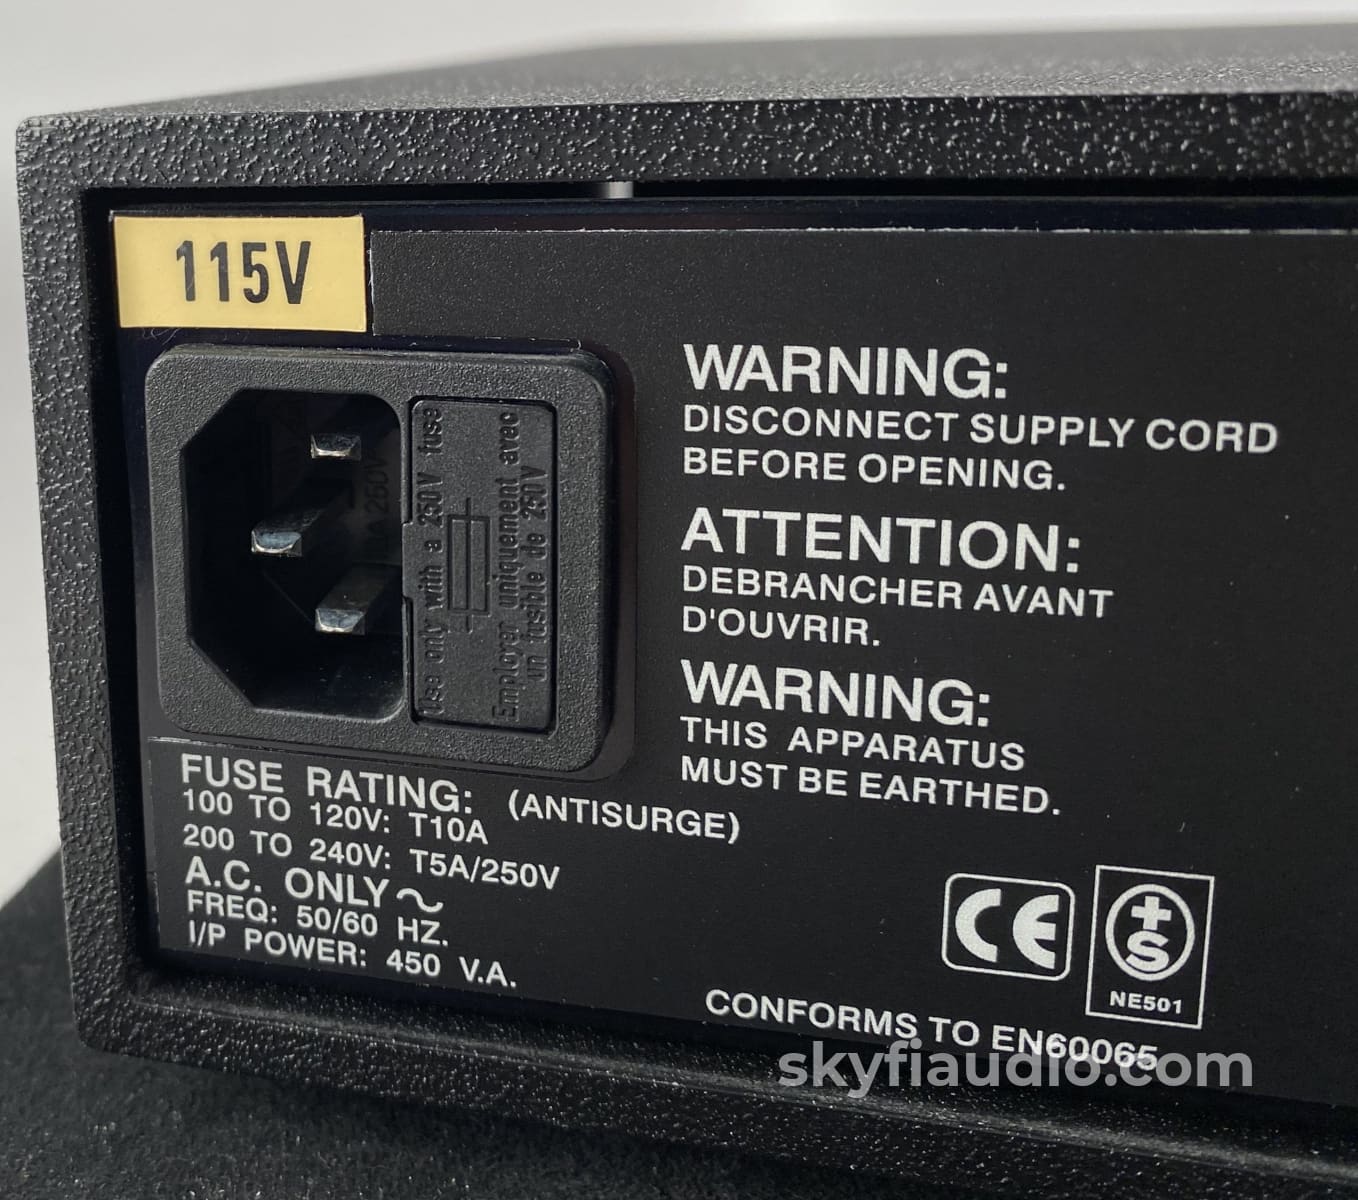 115V
Use only with a 250V fuse
Employer uniquement avec
un fusible de 250V
WARNING:
DISCONNECT SUPPLY CORD
BEFORE OPENING.
ATTENTION:
DEBRANCHER AVANT
D'OUVRIR.
WARNING:
THIS APPARATUS
MUST BE EARTHED.
FUSE RATING: (ANTISURGE)
100 TO 120V: T10A
200 TO 240V: T5A/250V
A.C. ONLY ~
FREQ: 50/60 HZ.
I/P POWER: 450 V.A.
CE
+S
NE501
CONFORMS TO EN60065
skyfiaudio.com